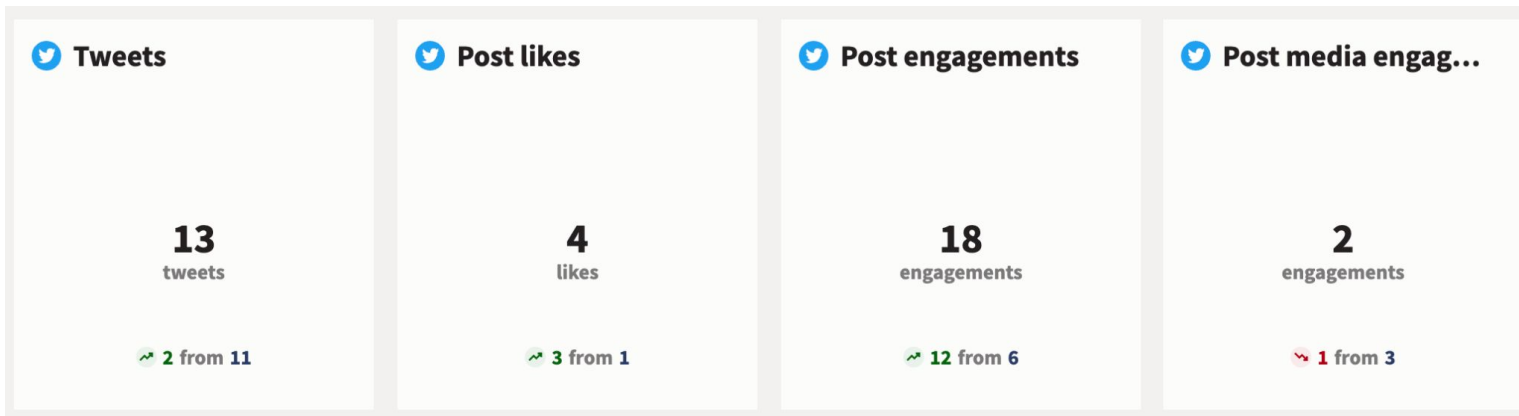 Tweets
13
tweets
2 from 11
Post likes
4
likes
3 from 1
Post engagements
18
engagements
12 from 6
Post media engag...
2
engagements
1 from 3